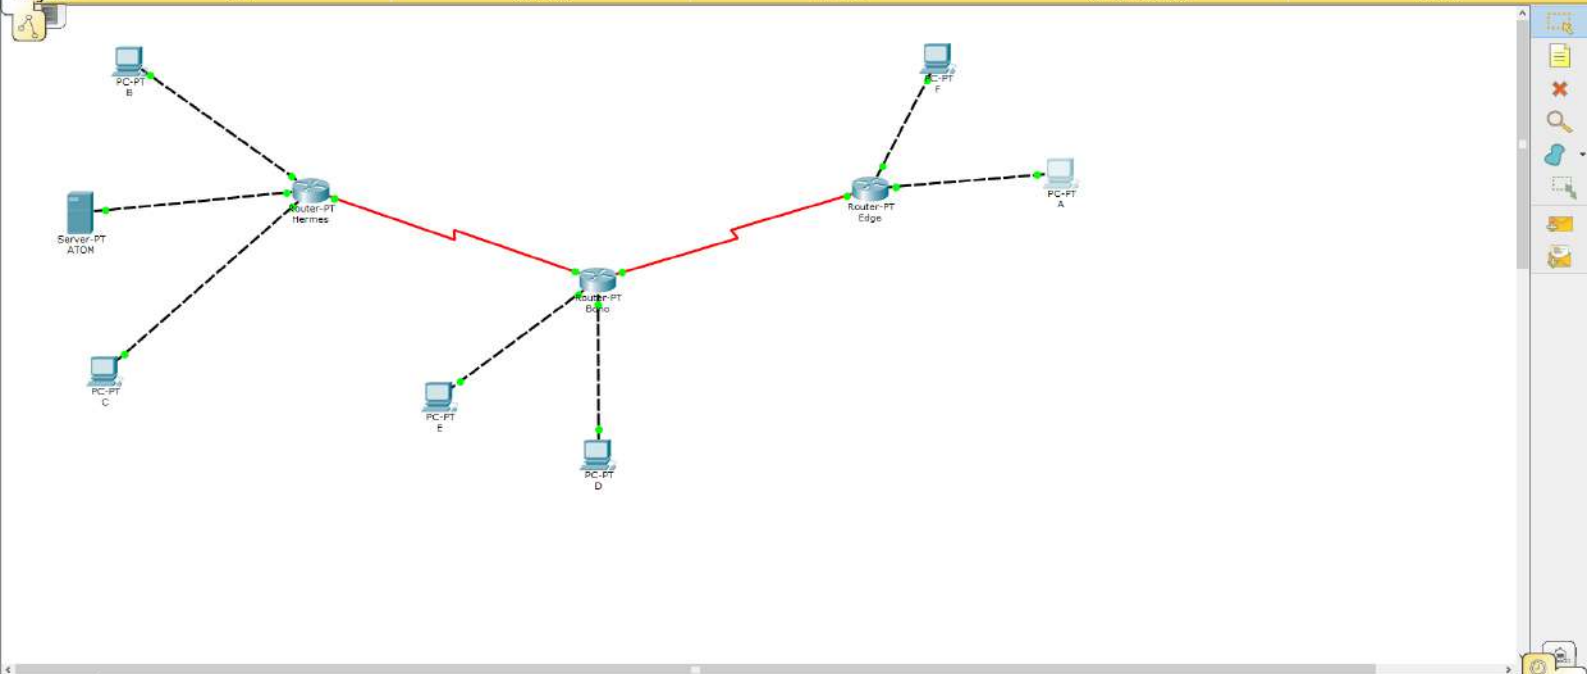 PC-PT
B
PC-PT
F
Router-PT
Hermes
PC-PT
A
Router-PT
Edge
Server-PT
ATOM
Router-PT
PC-PT
C
PC-PT
E
PC-PT
D